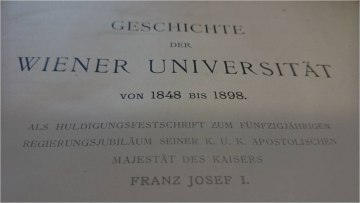 GESCHICHTE
DER
WIENER UNIVERSITÄT
VON 1848 BIS 1898.
ALS HULDIGUNGSFESTSCHRIFT ZUM FÜNFZIGJÄHRIGEN
REGIERUNGSJUBILÄUM SEINER K. U. K. APOSTOLISCHEN
MAJESTÄT DES KAISERS
FRANZ JOSEF I.